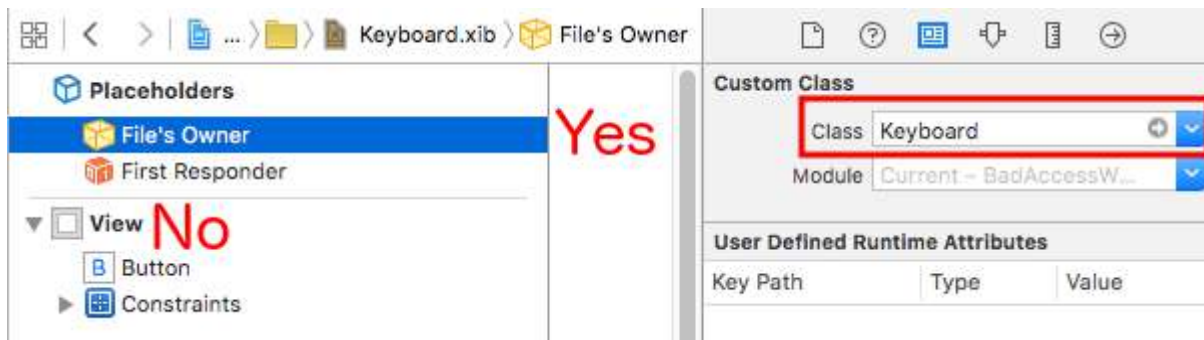 ... Keyboard.xib File's Owner
Placeholders
File's Owner
First Responder
View
B Button
Constraints
Yes
No
Custom Class
Class Keyboard
Module Current - BadAccessW...
User Defined Runtime Attributes
Key Path Type Value